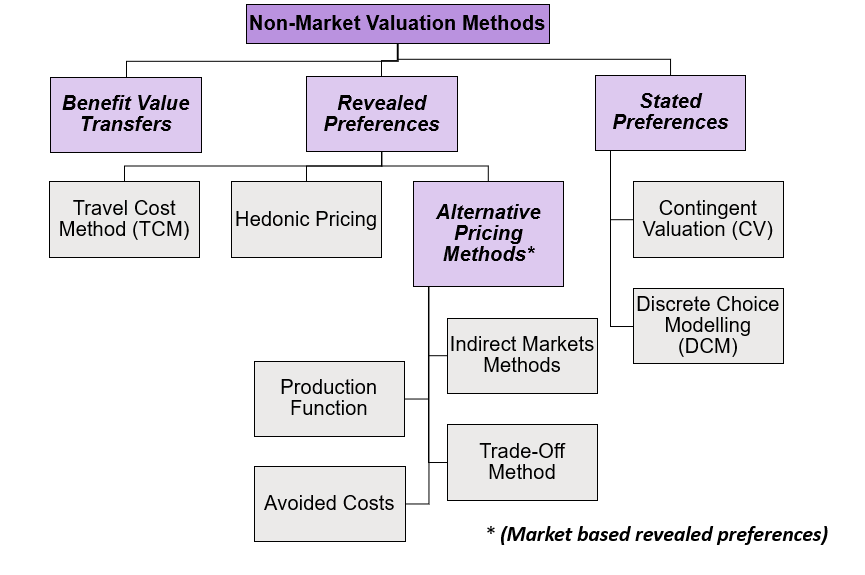 Non-Market Valuation Methods
Benefit Value
Transfers
Revealed
Preferences
Stated
Preferences
Travel Cost
Method (TCM)
Hedonic Pricing
Alternative
Pricing
Methods*
Contingent
Valuation (CV)
Discrete Choice
Modelling
(DCM)
Indirect Markets
Methods
Production
Function
Trade-Off
Method
Avoided Costs
* (Market based revealed preferences)